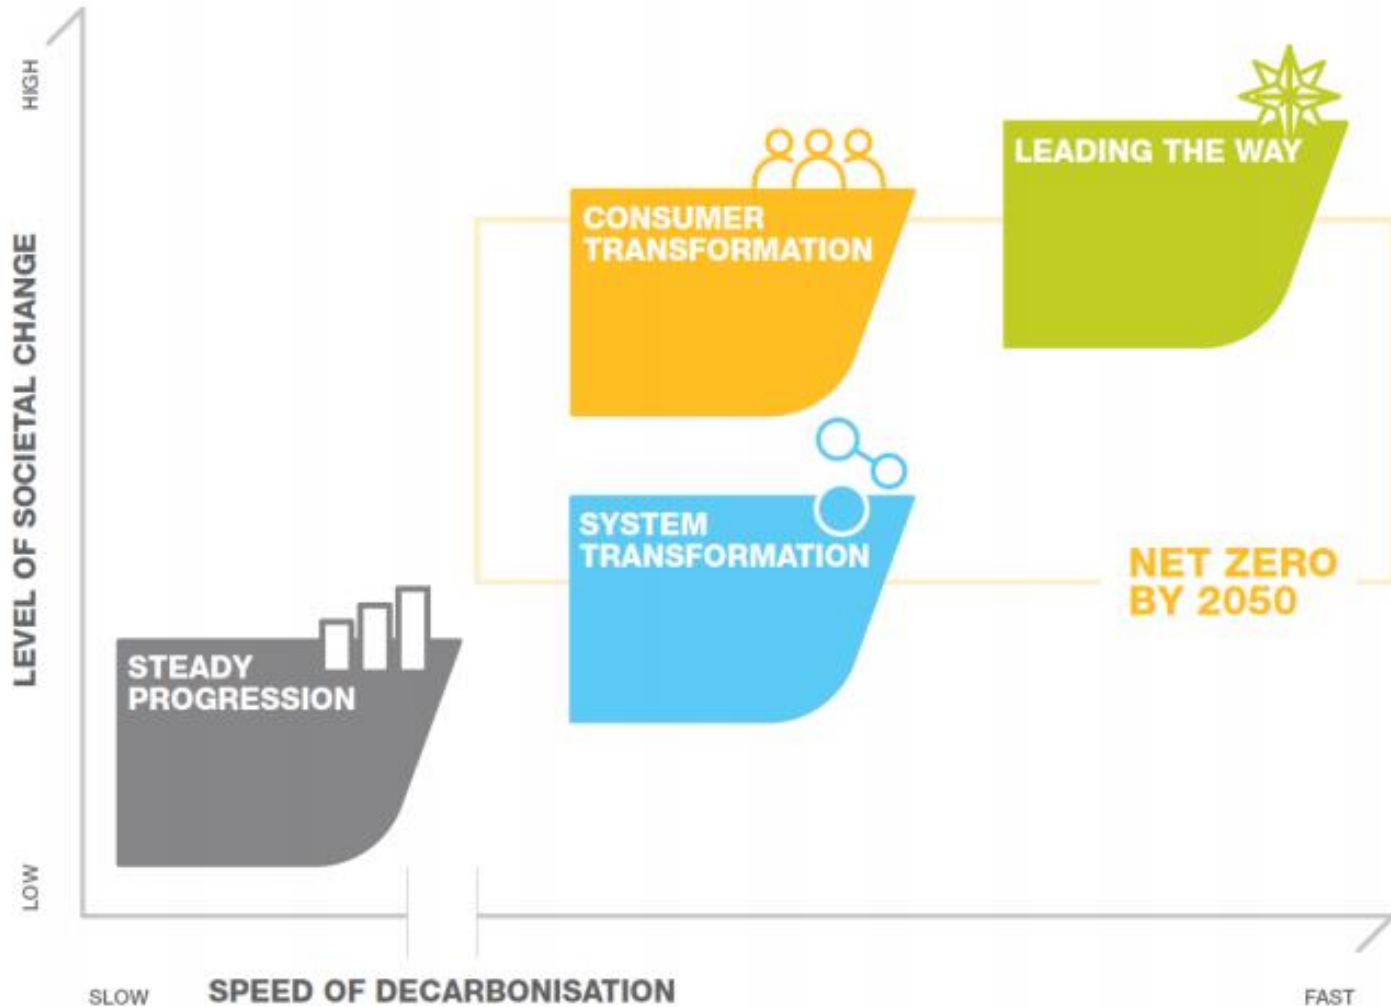 HIGH
LEADING THE WAY
CONSUMER
TRANSFORMATION
LEVEL OF SOCIETAL CHANGE
SYSTEM
TRANSFORMATION
NET ZERO
BY 2050
STEADY
PROGRESSION
LOW
SLOW
SPEED OF DECARBONISATION
FAST